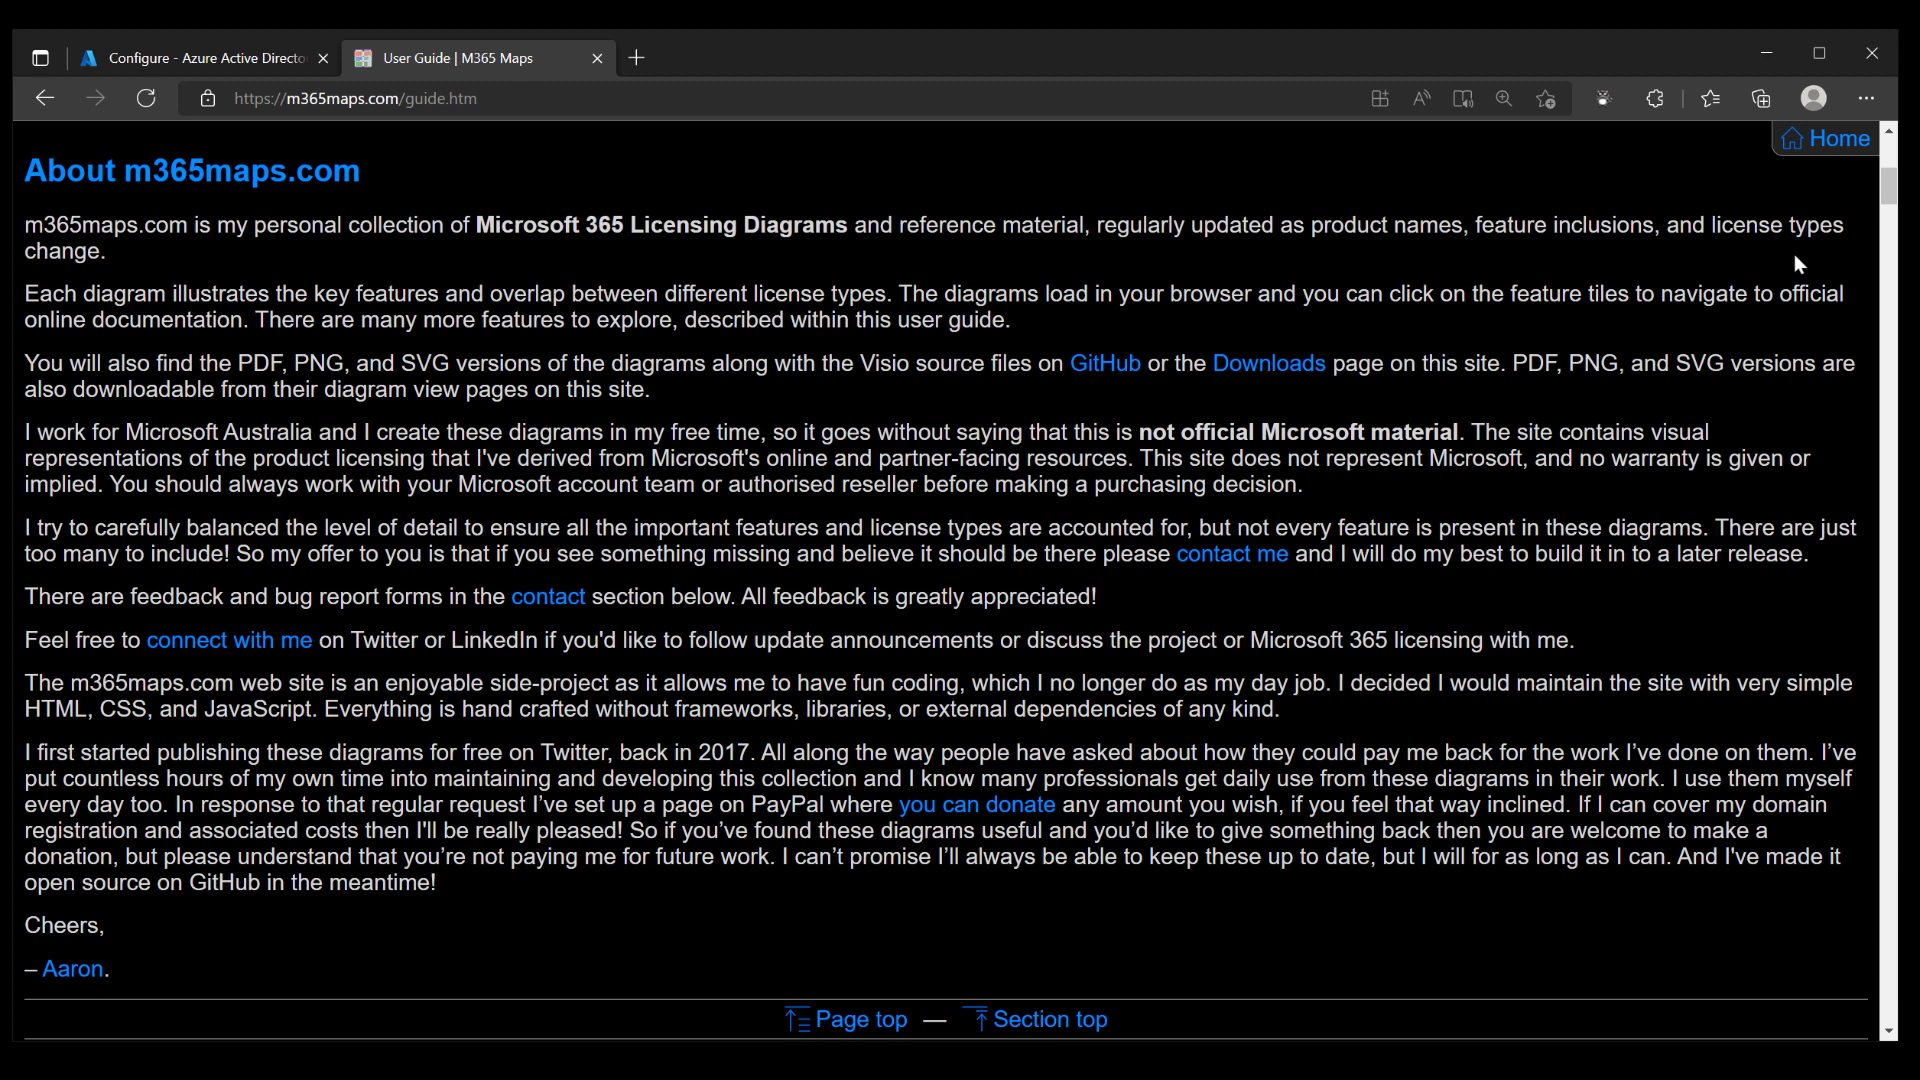 Configure - Azure Active Directo
User Guide | M365 Maps
https://m365maps.com/guide.htm
Home
About m365maps.com
m365maps.com is my personal collection of Microsoft 365 Licensing Diagrams and reference material, regularly updated as product names, feature inclusions, and license types
change.
Each diagram illustrates the key features and overlap between different license types. The diagrams load in your browser and you can click on the feature tiles to navigate to official
online documentation. There are many more features to explore, described within this user guide.
You will also find the PDF, PNG, and SVG versions of the diagrams along with the Visio source files on GitHub or the Downloads page on this site. PDF, PNG, and SVG versions are
also downloadable from their diagram view pages on this site.
I work for Microsoft Australia and I create these diagrams in my free time, so it goes without saying that this is not official Microsoft material. The site contains visual
representations of the product licensing that I've derived from Microsoft's online and partner-facing resources. This site does not represent Microsoft, and no warranty is given or
implied. You should always work with your Microsoft account team or authorised reseller before making a purchasing decision.
I try to carefully balanced the level of detail to ensure all the important features and license types are accounted for, but not every feature is present in these diagrams. There are just
too many to include! So my offer to you is that if you see something missing and believe it should be there please contact me and I will do my best to build it in to a later release.
There are feedback and bug report forms in the contact section below. All feedback is greatly appreciated!
Feel free to connect with me on Twitter or LinkedIn if you'd like to follow update announcements or discuss the project or Microsoft 365 licensing with me.
The m365maps.com web site is an enjoyable side-project as it allows me to have fun coding, which I no longer do as my day job. I decided I would maintain the site with very simple
HTML, CSS, and JavaScript. Everything is hand crafted without frameworks, libraries, or external dependencies of any kind.
I first started publishing these diagrams for free on Twitter, back in 2017. All along the way people have asked about how they could pay me back for the work I’ve done on them. I’ve
put countless hours of my own time into maintaining and developing this collection and I know many professionals get daily use from these diagrams in their work. I use them myself
every day too. In response to that regular request I’ve set up a page on PayPal where you can donate any amount you wish, if you feel that way inclined. If I can cover my domain
registration and associated costs then I'll be really pleased! So if you’ve found these diagrams useful and you’d like to give something back then you are welcome to make a
donation, but please understand that you’re not paying me for future work. I can’t promise I’ll always be able to keep these up to date, but I will for as long as I can. And I've made it
open source on GitHub in the meantime!
Cheers,
– Aaron.
Page top — Section top